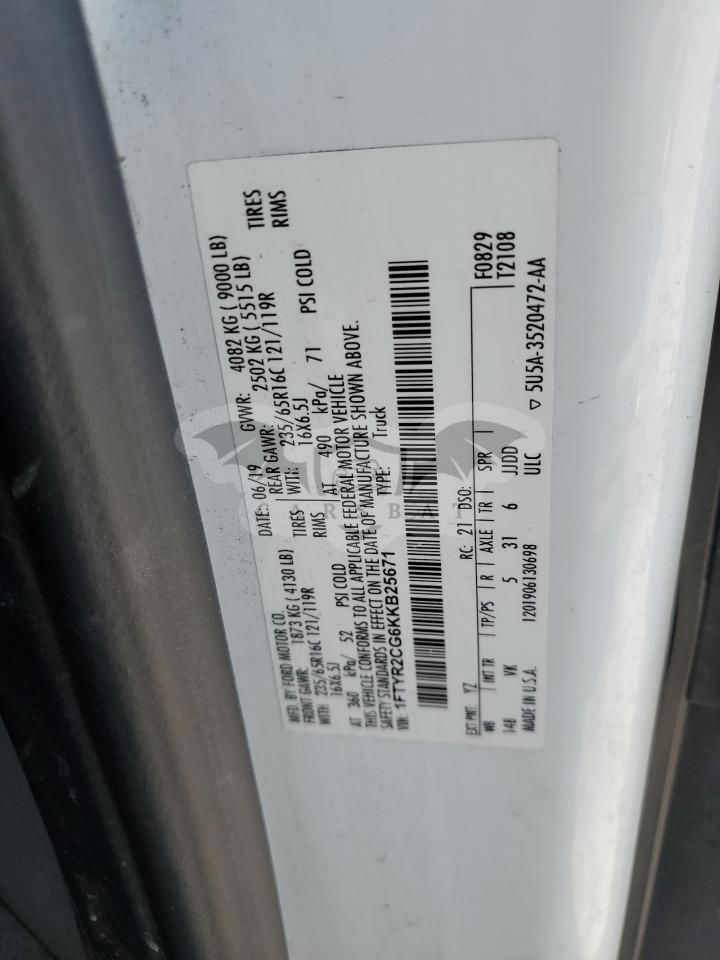 MFD. BY FORD MOTOR CO. DATE: 06/19 GVWR: 4082 KG ( 9000 LB)
FRONT GAWR: 1873 KG ( 4130 LB) REAR GAWR: 2502 KG ( 5515 LB)
WITH 235/65R16C 121/119R TIRES WITH: 235/65R16C 121/119R TIRES
16X6.5J RIMS 16X6.5J RIMS
AT 360 kPa/ 52 PSI COLD AT 490 kPa/ 71 PSI COLD
THIS VEHICLE CONFORMS TO ALL APPLICABLE FEDERAL MOTOR VEHICLE
SAFETY STANDARDS IN EFFECT ON THE DATE OF MANUFACTURE SHOWN ABOVE.
VIN: 1FTYR2CG6KKB25671 TYPE: Truck
EXT PNT: YZ RC: 21 DSO: F0829
WB INT TR TP/PS R AXLE TR SPR T2108
148 VK 5 31 6 JJDD
MADE IN U.S.A. 1201906130698 ULC ▽ 5U5A-3520472-AA